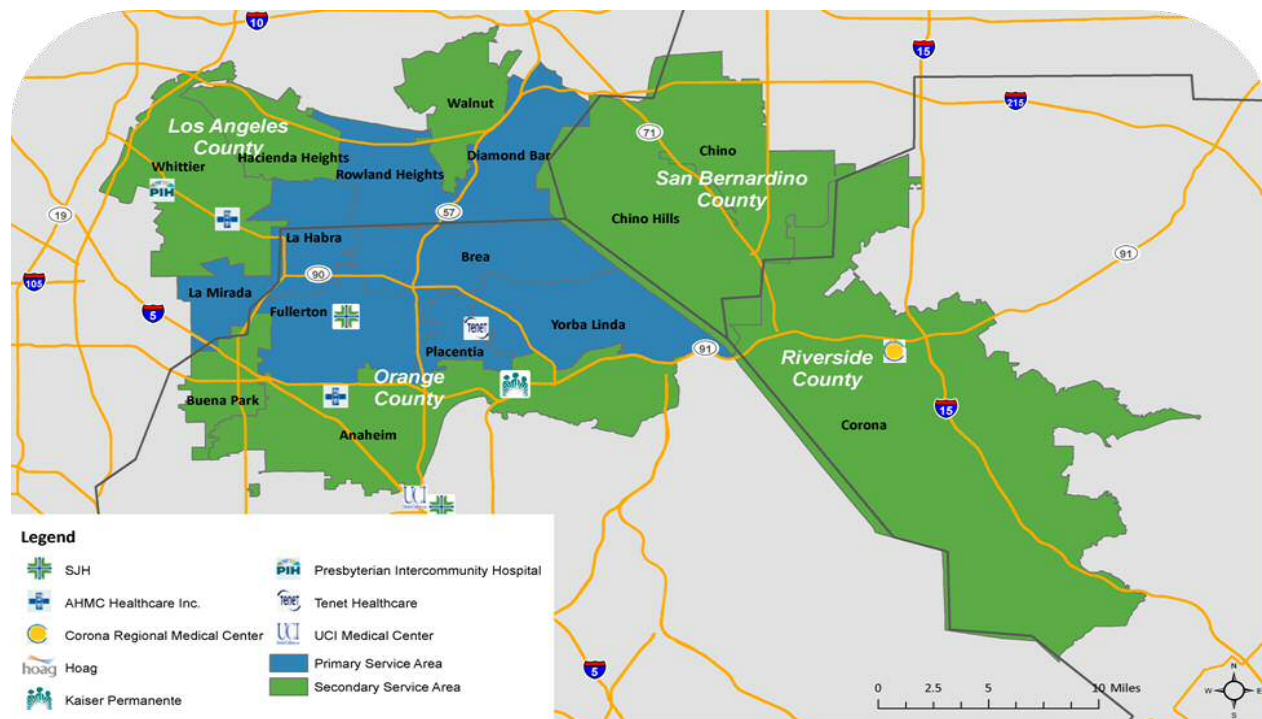 10
15
215
Walnut
71
Los Angeles
County
Hacienda Heights
Whittier
Rowland Heights
Diamond Bar
Chino
San Bernardino
County
PIH
19
57
Chino Hills
La Habra
Brea
91
90
105
La Mirada
5
Fullerton
TENET
Yorba Linda
Placentia
91
Riverside
County
Orange
County
Buena Park
15
Anaheim
Corona
UCI
Legend
SJH
PIH
Presbyterian Intercommunity Hospital
AHMC Healthcare Inc.
TENET
Tenet Healthcare
Corona Regional Medical Center
UCI
UCI Medical Center
hoag
Hoag
Primary Service Area
Kaiser Permanente
Secondary Service Area
5
0 2.5 5 10 Miles
N
W E
S